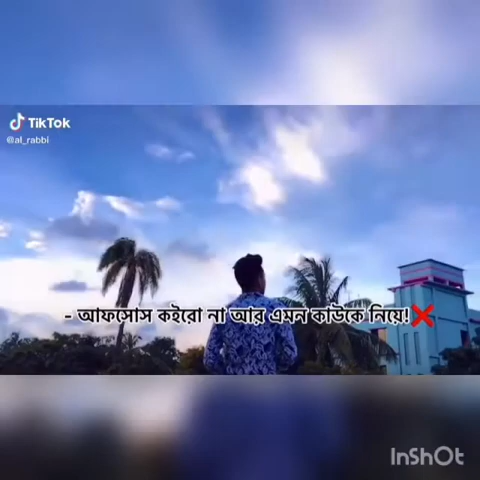 TikTok
@al_rabbi
- আফসোস কইরো না আর এমন কাউকে নিয়ে!❌
InShOt